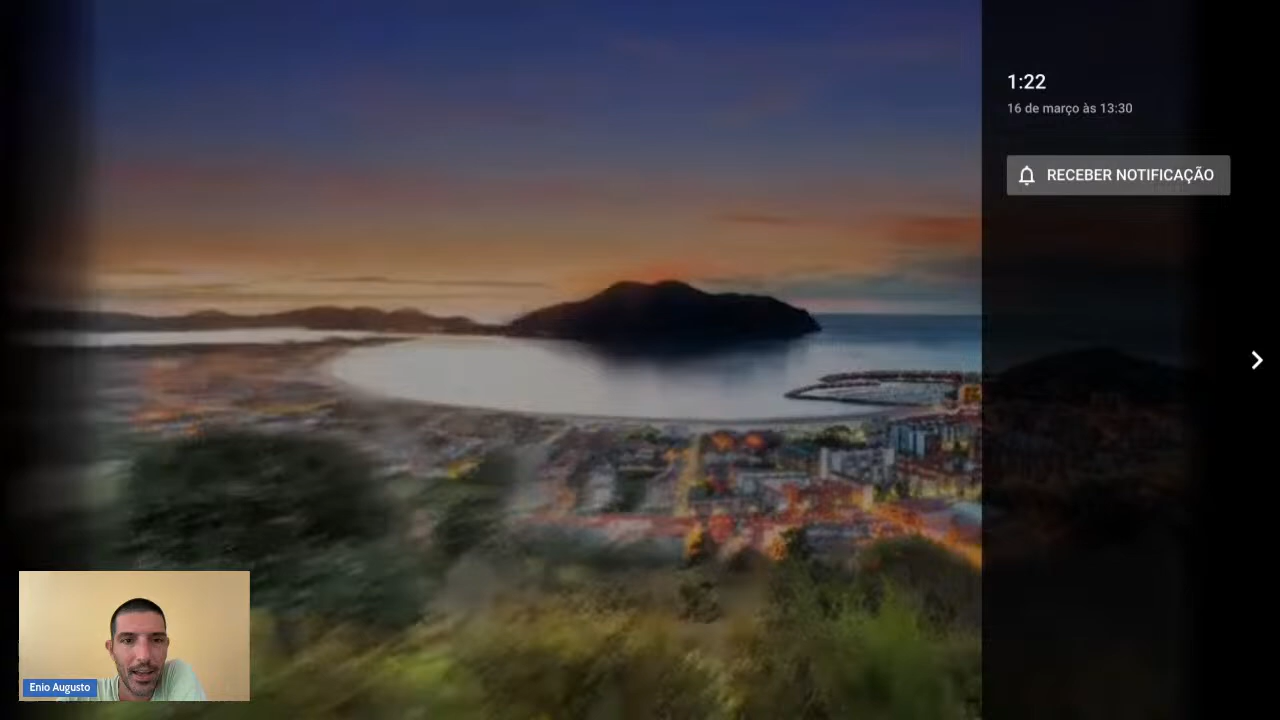 1:22
16 de março às 13:30
RECEBER NOTIFICAÇÃO
Enio Augusto